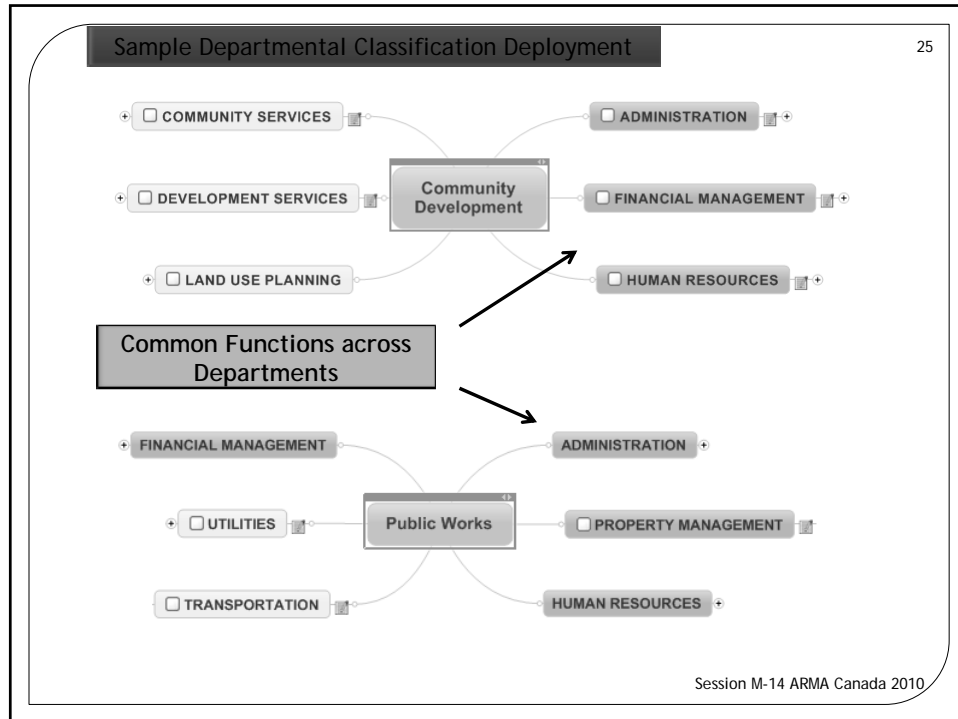 Sample Departmental Classification Deployment
25
COMMUNITY SERVICES
ADMINISTRATION
Community
Development
DEVELOPMENT SERVICES
FINANCIAL MANAGEMENT
LAND USE PLANNING
HUMAN RESOURCES
Common Functions across
Departments
FINANCIAL MANAGEMENT
ADMINISTRATION
UTILITIES
Public Works
PROPERTY MANAGEMENT
TRANSPORTATION
HUMAN RESOURCES
Session M-14 ARMA Canada 2010